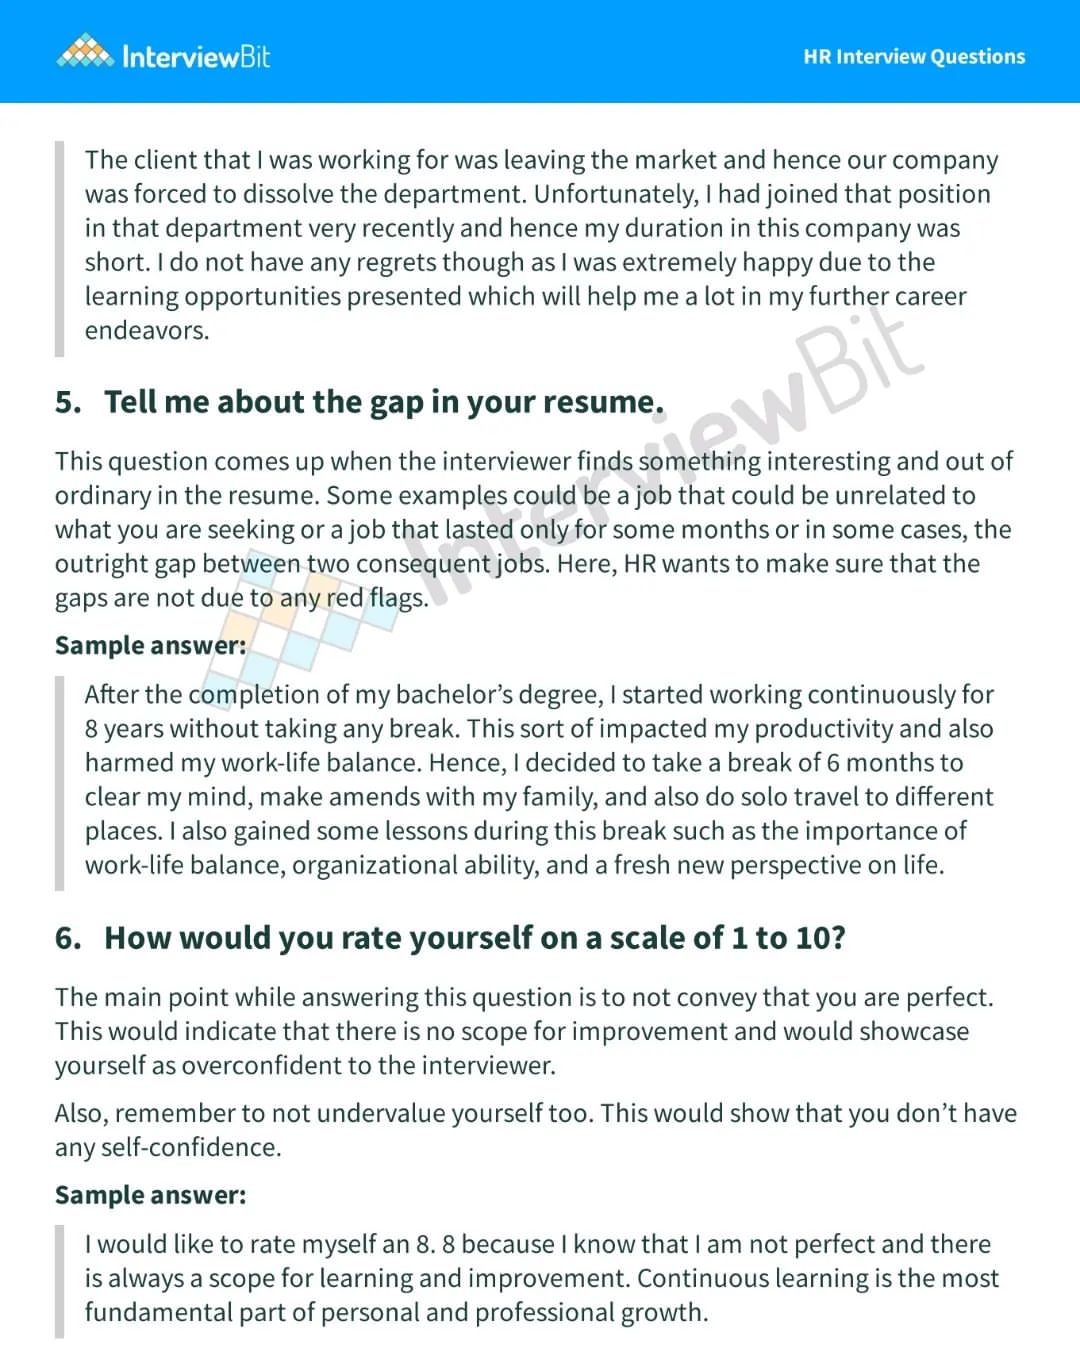 InterviewBit
HR Interview Questions
The client that I was working for was leaving the market and hence our company
was forced to dissolve the department. Unfortunately, I had joined that position
in that department very recently and hence my duration in this company was
short. I do not have any regrets though as I was extremely happy due to the
learning opportunities presented which will help me a lot in my further career
endeavors.
InterviewBit
5. Tell me about the gap in your resume.
This question comes up when the interviewer finds something interesting and out of
ordinary in the resume. Some examples could be a job that could be unrelated to
what you are seeking or a job that lasted only for some months or in some cases, the
outright gap between two consequent jobs. Here, HR wants to make sure that the
gaps are not due to any red flags.
Sample answer:
After the completion of my bachelor’s degree, I started working continuously for
8 years without taking any break. This sort of impacted my productivity and also
harmed my work-life balance. Hence, I decided to take a break of 6 months to
clear my mind, make amends with my family, and also do solo travel to different
places. I also gained some lessons during this break such as the importance of
work-life balance, organizational ability, and a fresh new perspective on life.
6. How would you rate yourself on a scale of 1 to 10?
The main point while answering this question is to not convey that you are perfect.
This would indicate that there is no scope for improvement and would showcase
yourself as overconfident to the interviewer.
Also, remember to not undervalue yourself too. This would show that you don’t have
any self-confidence.
Sample answer:
I would like to rate myself an 8. 8 because I know that I am not perfect and there
is always a scope for learning and improvement. Continuous learning is the most
fundamental part of personal and professional growth.